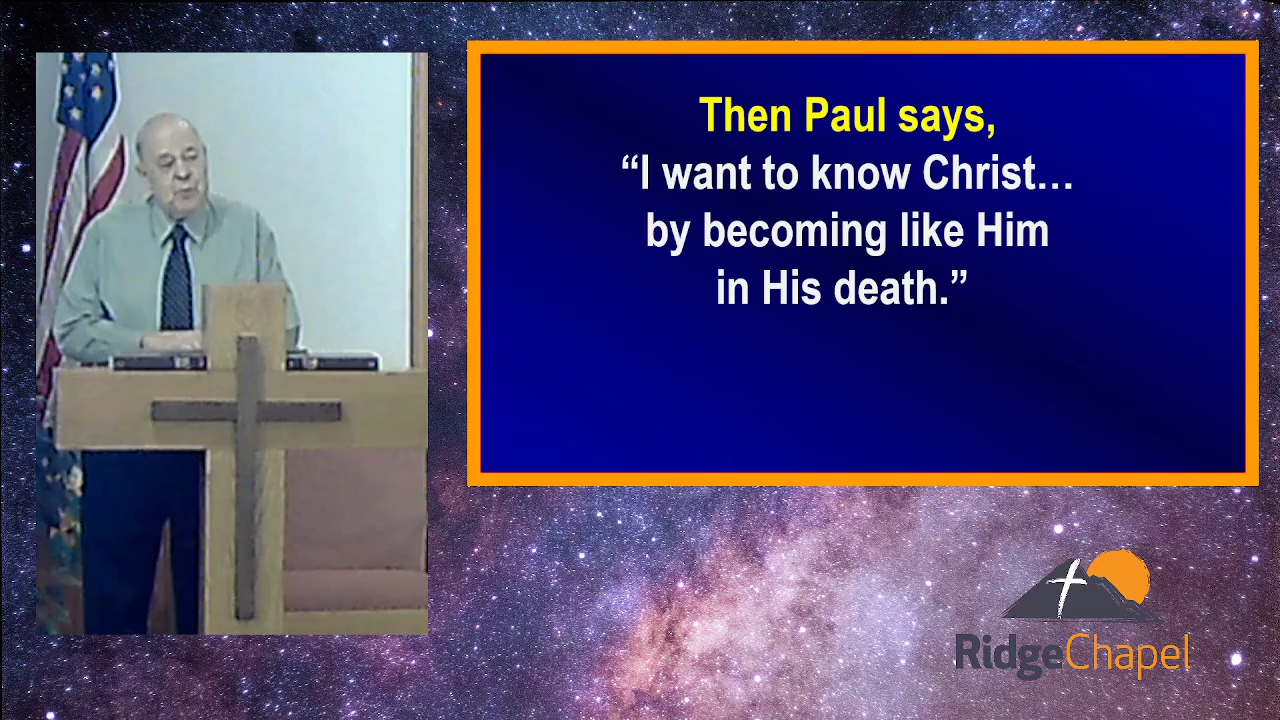 Then Paul says,
“I want to know Christ…
by becoming like Him
in His death.”
RidgeChapel